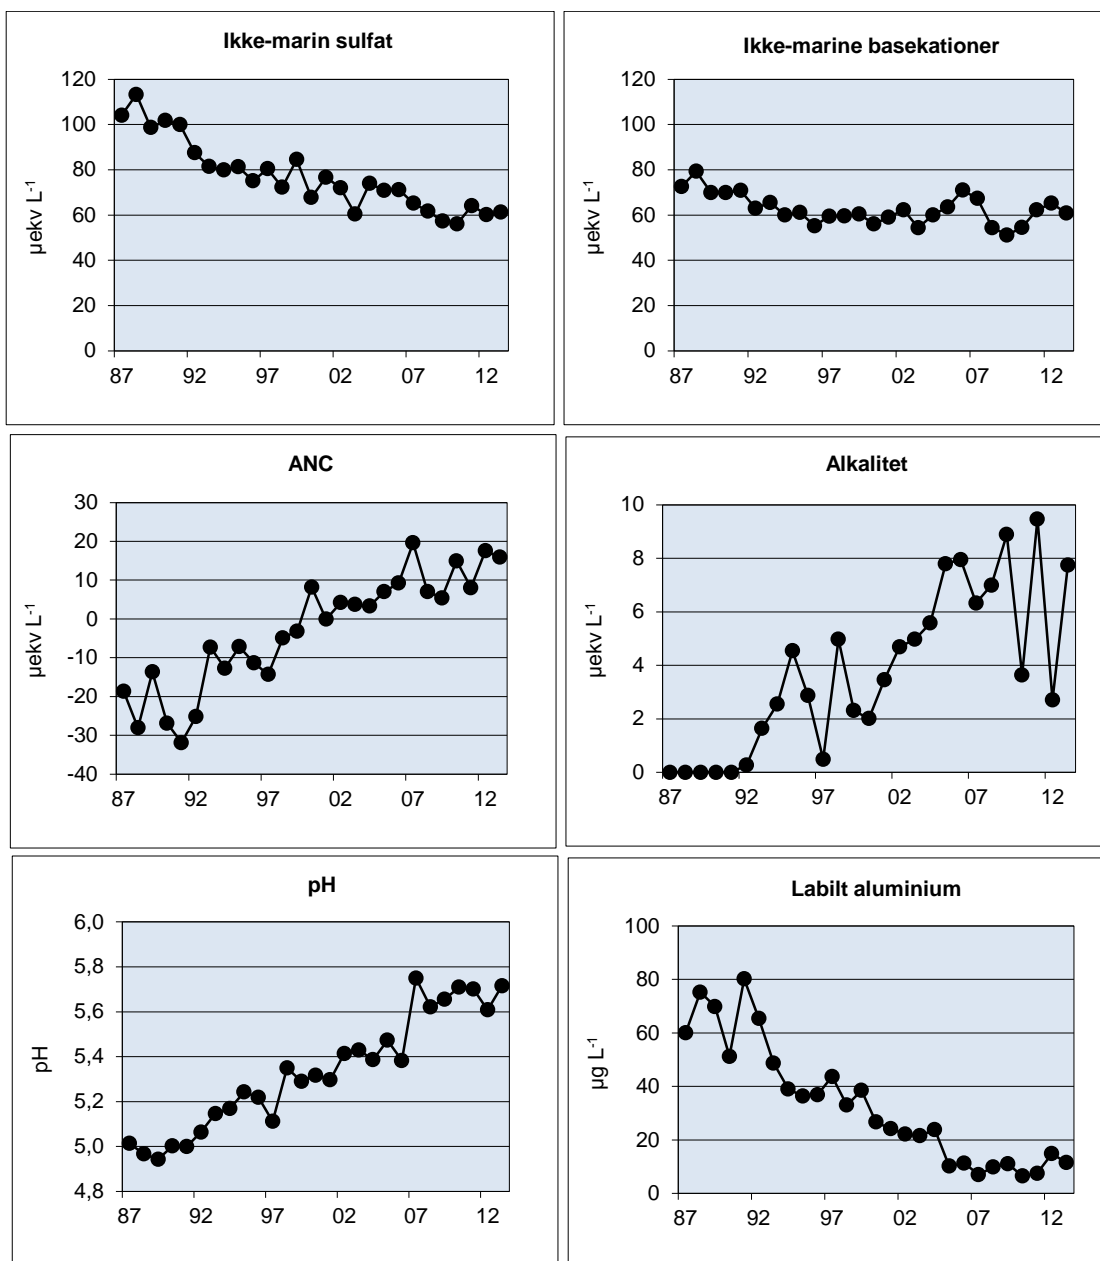 Ikke-marin sulfat
µekv L⁻¹
120
100
80
60
40
20
0
87 92 97 02 07 12
Ikke-marine basekationer
µekv L⁻¹
120
100
80
60
40
20
0
87 92 97 02 07 12
ANC
µekv L⁻¹
30
20
10
0
-10
-20
-30
-40
87 92 97 02 07 12
Alkalitet
µekv L⁻¹
10
8
6
4
2
0
87 92 97 02 07 12
pH
pH
6,0
5,8
5,6
5,4
5,2
5,0
4,8
87 92 97 02 07 12
Labilt aluminium
µg L⁻¹
100
80
60
40
20
0
87 92 97 02 07 12